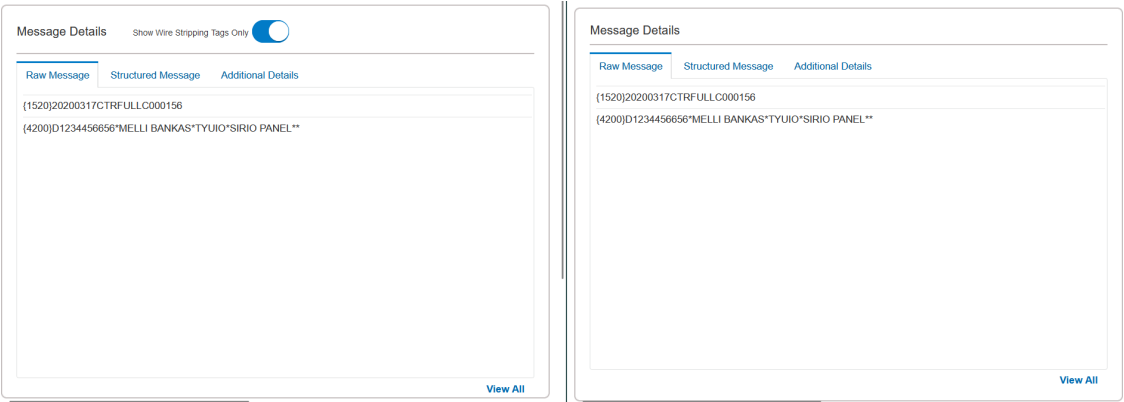 Message Details Show Wire Stripping Tags Only
Raw Message Structured Message Additional Details
{1520}20200317CTRFULLC000156
{4200}D1234456656*MELLI BANKAS*TYUIO*SIRIO PANEL**
View All
Message Details
Raw Message Structured Message Additional Details
{1520}20200317CTRFULLC000156
{4200}D1234456656*MELLI BANKAS*TYUIO*SIRIO PANEL**
View All